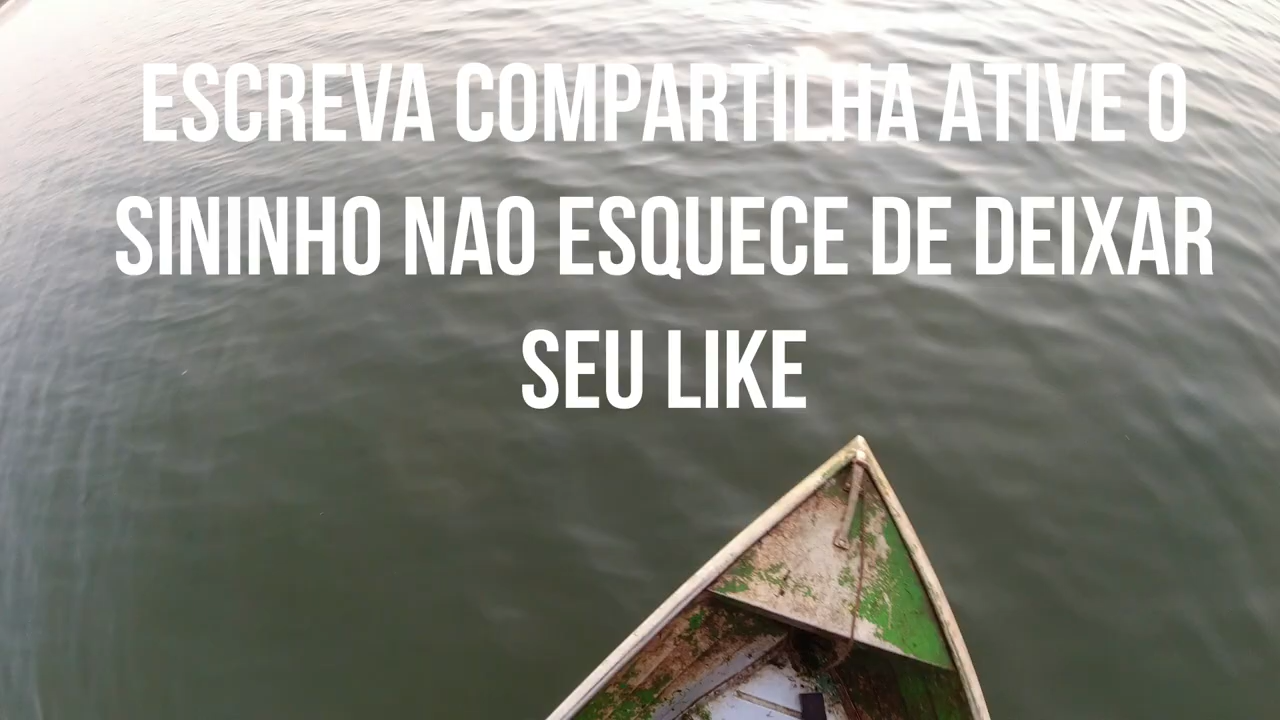 ESCREVA COMPARTILHA ATIVE O
SININHO NAO ESQUECE DE DEIXAR
SEU LIKE